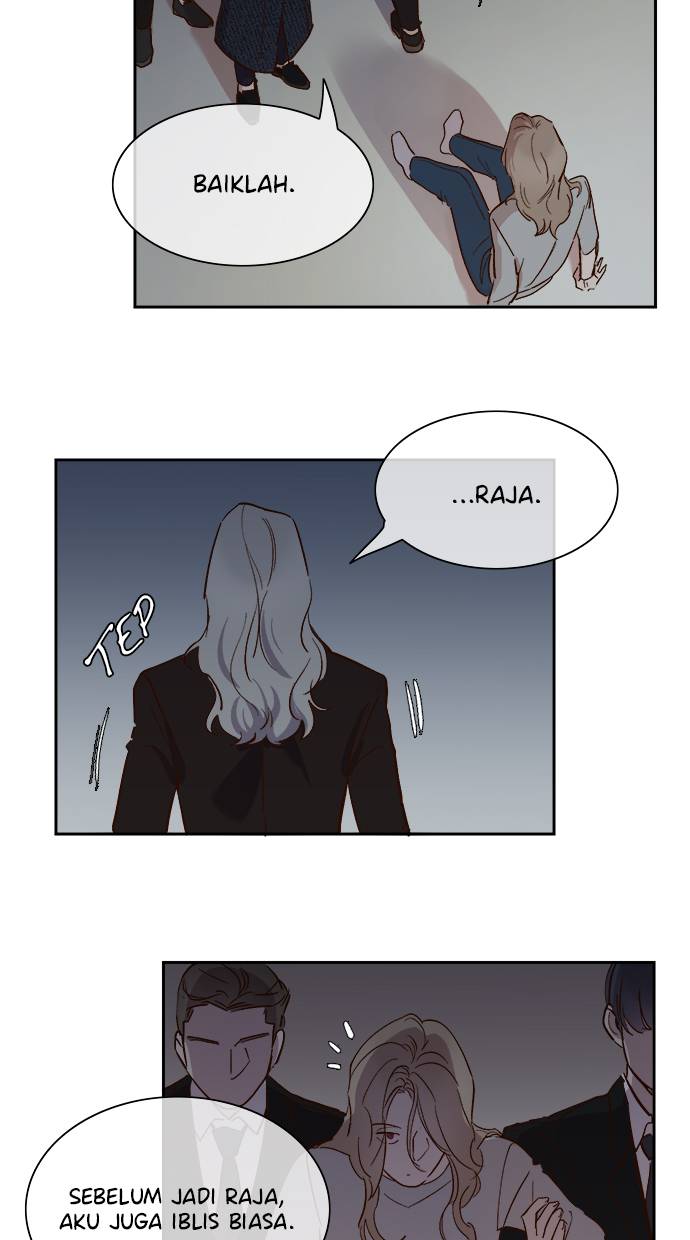 BAIKLAH.
...RAJA.
TEP
SEBELUM JADI RAJA,
AKU JUGA IBLIS BIASA.